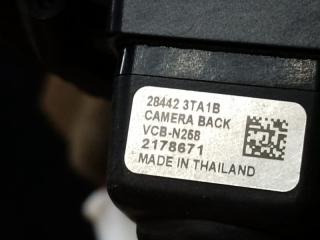 28442 3TA1B
CAMERA BACK
VCB-N258
2178671
MADE IN THAILAND